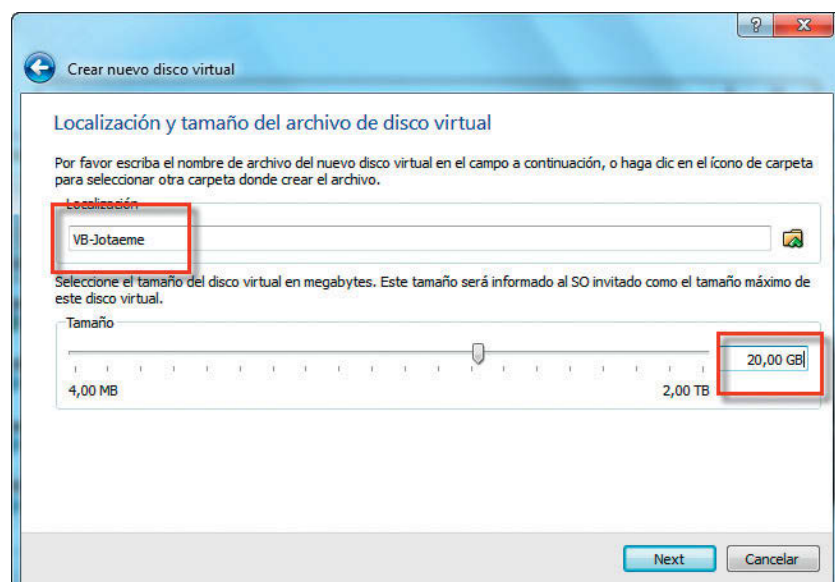 Crear nuevo disco virtual
Localización y tamaño del archivo de disco virtual
Por favor escriba el nombre de archivo del nuevo disco virtual en el campo a continuación, o haga clic en el ícono de carpeta
para seleccionar otra carpeta donde crear el archivo.
Localización
VB-Jotaeme
Seleccione el tamaño del disco virtual en megabytes. Este tamaño será informado al SO invitado como el tamaño máximo de
este disco virtual.
Tamaño
20,00 GB
4,00 MB 2,00 TB
Next Cancelar